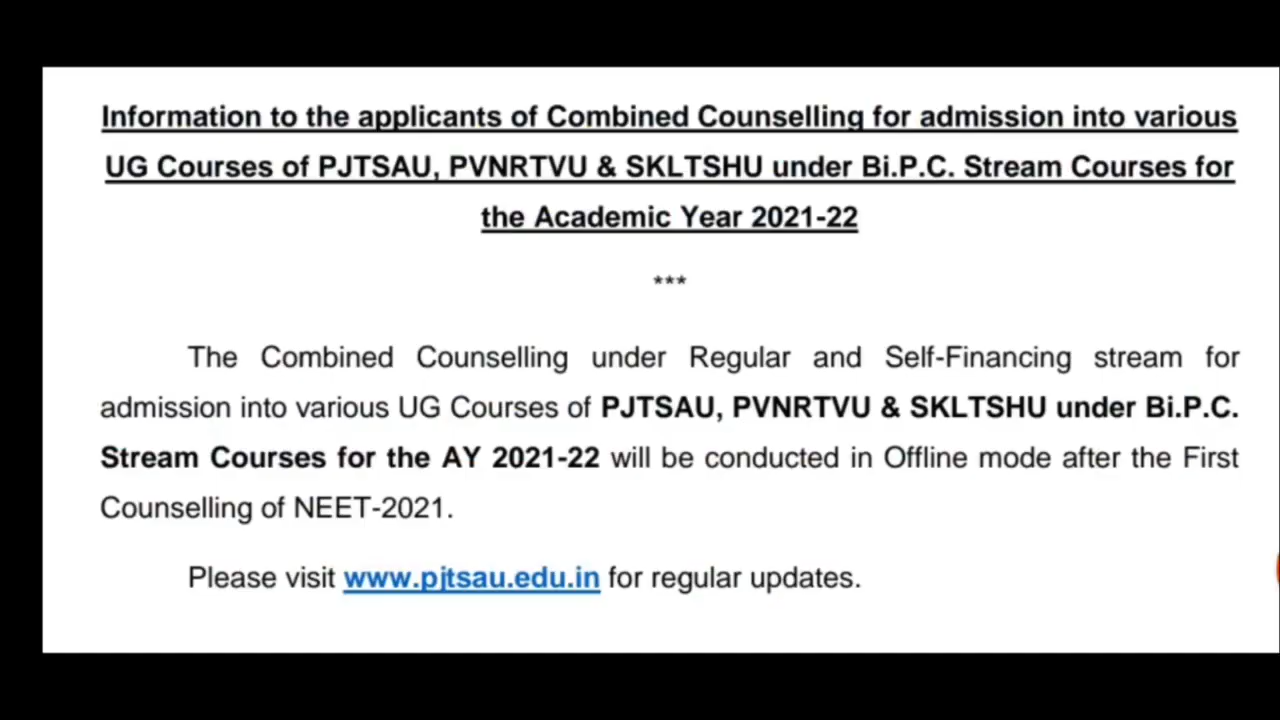 Information to the applicants of Combined Counselling for admission into various
UG Courses of PJTSAU, PVNRTVU & SKLTSHU under Bi.P.C. Stream Courses for
the Academic Year 2021-22
***
The Combined Counselling under Regular and Self-Financing stream for
admission into various UG Courses of PJTSAU, PVNRTVU & SKLTSHU under Bi.P.C.
Stream Courses for the AY 2021-22 will be conducted in Offline mode after the First
Counselling of NEET-2021.
Please visit www.pjtsau.edu.in for regular updates.